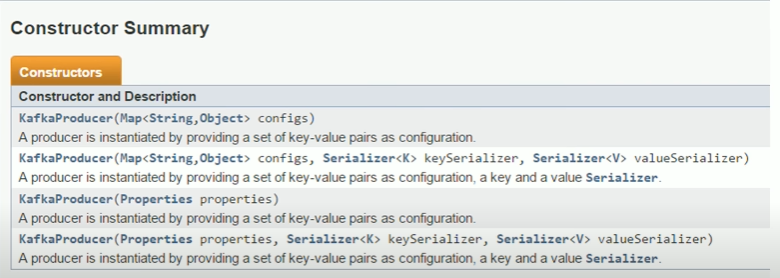 Constructor Summary
Constructors
Constructor and Description
KafkaProducer(Map<String,Object> configs)
A producer is instantiated by providing a set of key-value pairs as configuration.
KafkaProducer(Map<String,Object> configs, Serializer<K> keySerializer, Serializer<V> valueSerializer)
A producer is instantiated by providing a set of key-value pairs as configuration, a key and a value Serializer.
KafkaProducer(Properties properties)
A producer is instantiated by providing a set of key-value pairs as configuration.
KafkaProducer(Properties properties, Serializer<K> keySerializer, Serializer<V> valueSerializer)
A producer is instantiated by providing a set of key-value pairs as configuration, a key and a value Serializer.